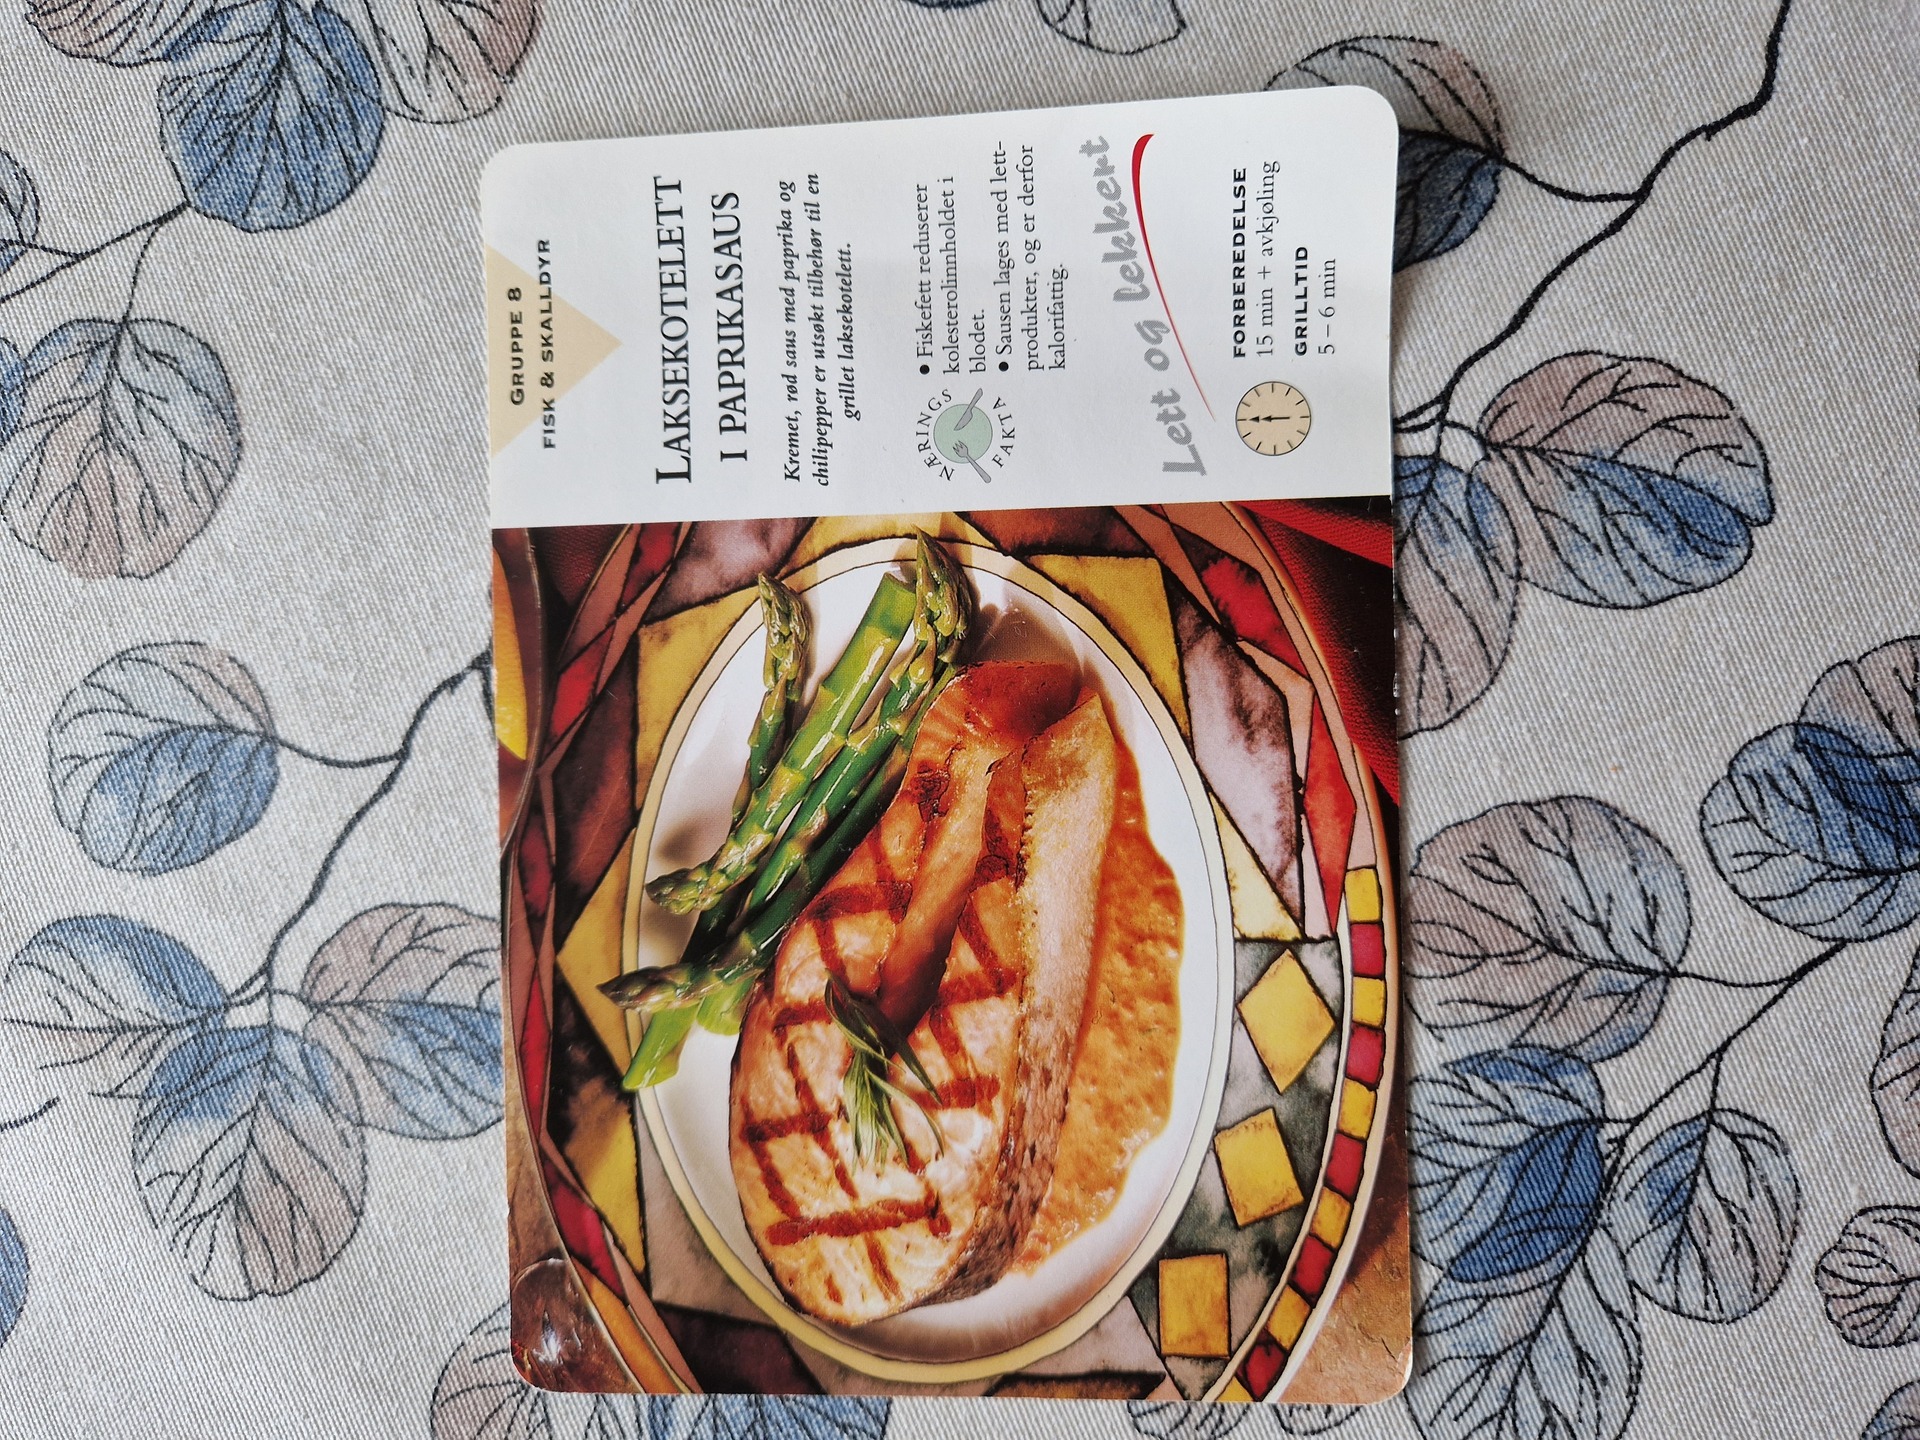 GRUPPE 8
FISK & SKALLDYR
LAKSEKOTELETT
I PAPRIKASAUS
Kremet, rød saus med paprika og
chilipepper er utsøkt tilbehør til en
grillet laksekotelett.
NÆRINGS
FAKTA
• Fiskefett reduserer
kolesterolinnholdet i
blodet.
• Sausen lages med lett-
produkter, og er derfor
kalorifattig.
Lett og lekkert
FORBEREDELSE
15 min + avkjøling
GRILLTID
5 – 6 min